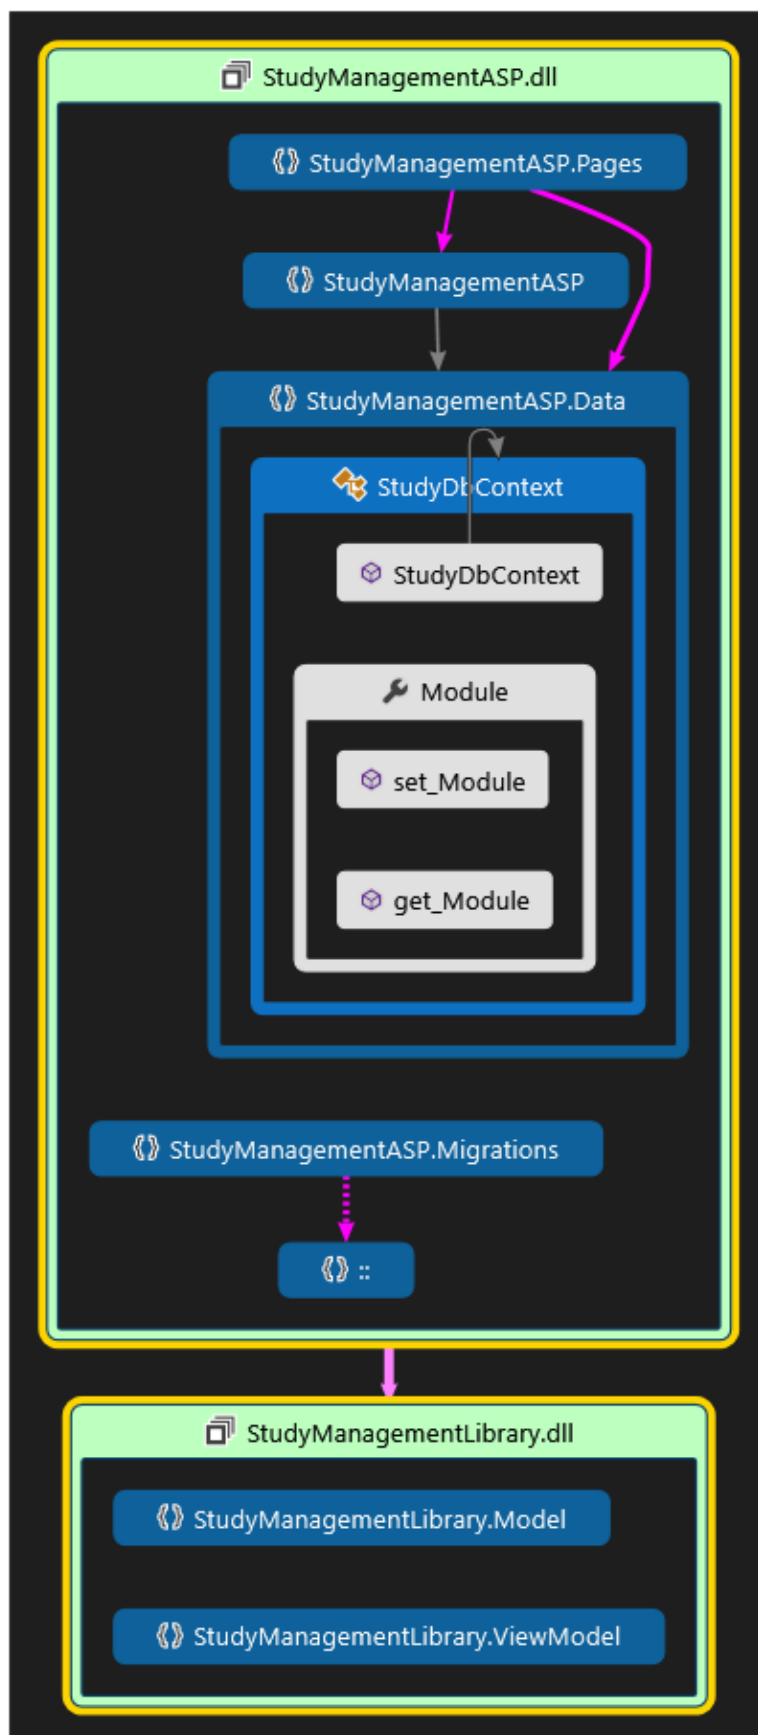 StudyManagementASP.dll
StudyManagementASP.Pages
StudyManagementASP
StudyManagementASP.Data
StudyDbContext
StudyDbContext
Module
set_Module
get_Module
StudyManagementASP.Migrations
::
StudyManagementLibrary.dll
StudyManagementLibrary.Model
StudyManagementLibrary.ViewModel